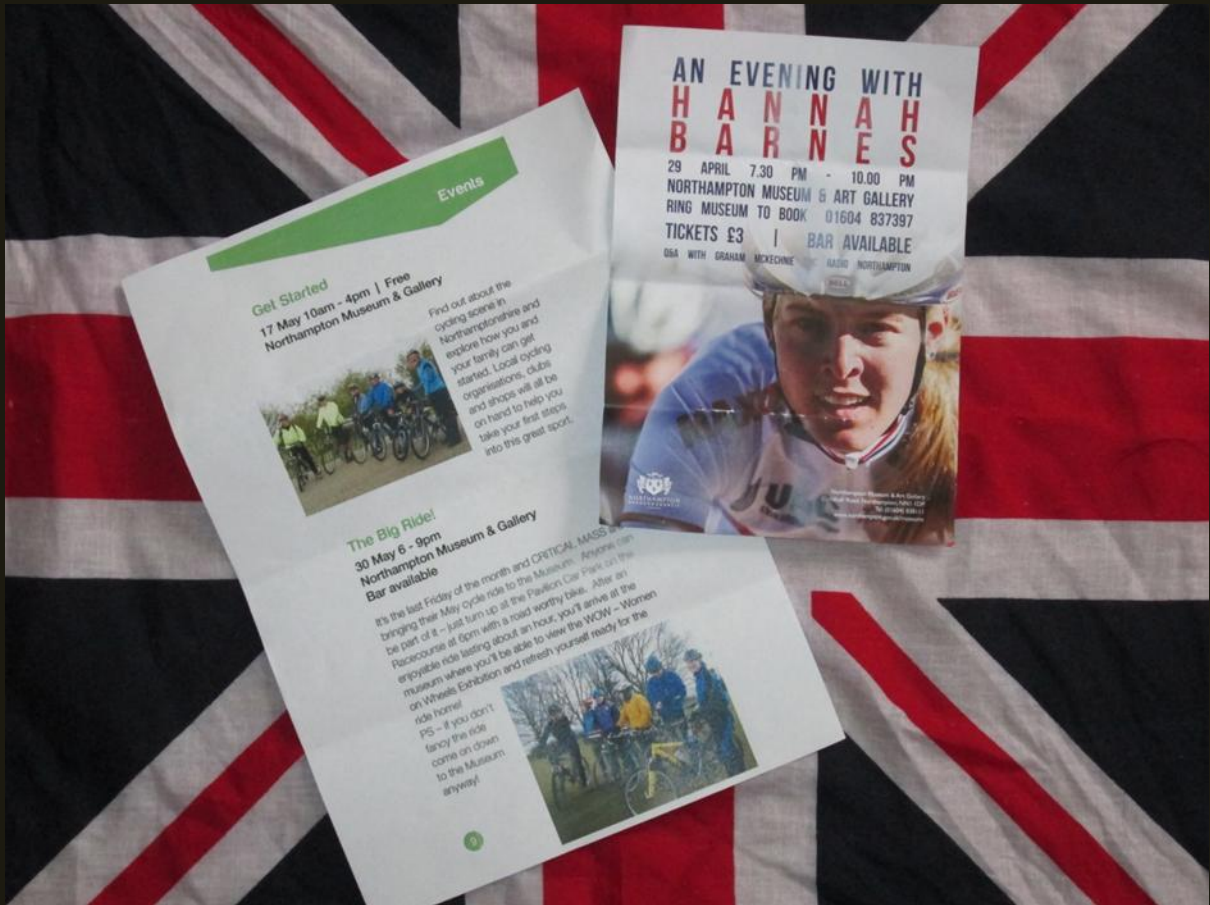 Events
Get Started
17 May 10am - 4pm | Free
Northampton Museum & Gallery
Find out about the
cycling scene in
Northamptonshire and
explore how you and
your family can get
started. Local cycling
organisations, clubs
and shops will all be
on hand to help you
take your first steps
into this great sport.
The Big Ride!
30 May 6 - 9pm
Northampton Museum & Gallery
Bar available
It's the last Friday of the month and CRITICAL MASS
bringing their May cycle ride to the Museum. Anyone can
be part of it – just turn up at the Pavilion Car Park on the
Racecourse at 6pm with a road worthy bike. After an
enjoyable ride lasting about an hour, you'll arrive at the
museum where you'll be able to view the WOW – Women
on Wheels Exhibition and refresh yourself ready for the
ride home!
PS – if you don't
fancy the ride
come on down
to the Museum
anyway!
9
AN EVENING WITH
HANNAH
BARNES
29 APRIL 7.30 PM - 10.00 PM
NORTHAMPTON MUSEUM & ART GALLERY
RING MUSEUM TO BOOK 01604 837397
TICKETS £3 | BAR AVAILABLE
Q&A WITH GRAHAM MCKECHNIE BBC RADIO NORTHAMPTON
BELL
NORTHAMPTON
Northampton Museum & Art Gallery